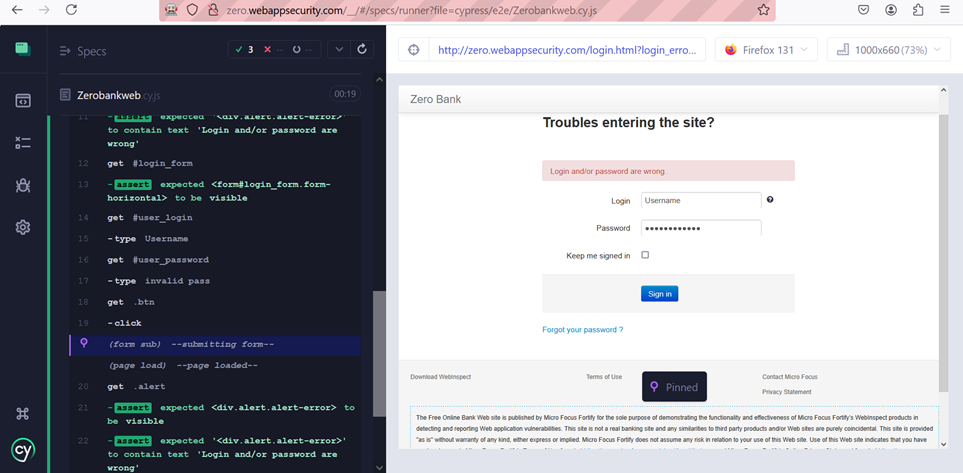 zero.webappsecurity.com/__/#/specs/runner?file=cypress/e2e/Zerobankweb.cy.js
Specs
✓ 3 ✕ -- --
http://zero.webappsecurity.com/login.html?login_erro...
Firefox 131
1000x660 (73%)
Zerobankweb.cy.js
00:19
11 -assert expected '<div.alert.alert-error>'
to contain text 'Login and/or password are
wrong'
12 get #login_form
13 -assert expected <form#login_form.form-
horizontal> to be visible
14 get #user_login
15 -type Username
16 get #user_password
17 -type invalid pass
18 get .btn
19 -click
(form sub) --submitting form--
(page load) --page loaded--
20 get .alert
21 -assert expected <div.alert.alert-error> to
be visible
22 -assert expected '<div.alert.alert-error>'
to contain text 'Login and/or password are
wrong'
cy
Zero Bank
Troubles entering the site?
Login and/or password are wrong.
Login Username
Password ••••••••••••
Keep me signed in
Sign in
Forgot your password ?
Download WebInspect
Terms of Use
Contact Micro Focus
Privacy Statement
Pinned
The Free Online Bank Web site is published by Micro Focus Fortify for the sole purpose of demonstrating the functionality and effectiveness of Micro Focus Fortify's WebInspect products in
detecting and reporting Web application vulnerabilities. This site is not a real banking site and any similarities to third party products and/or Web sites are purely coincidental. This site is provided
"as is" without warranty of any kind, either express or implied. Micro Focus Fortify does not assume any risk in relation to your use of this Web site. Use of this Web site indicates that you have